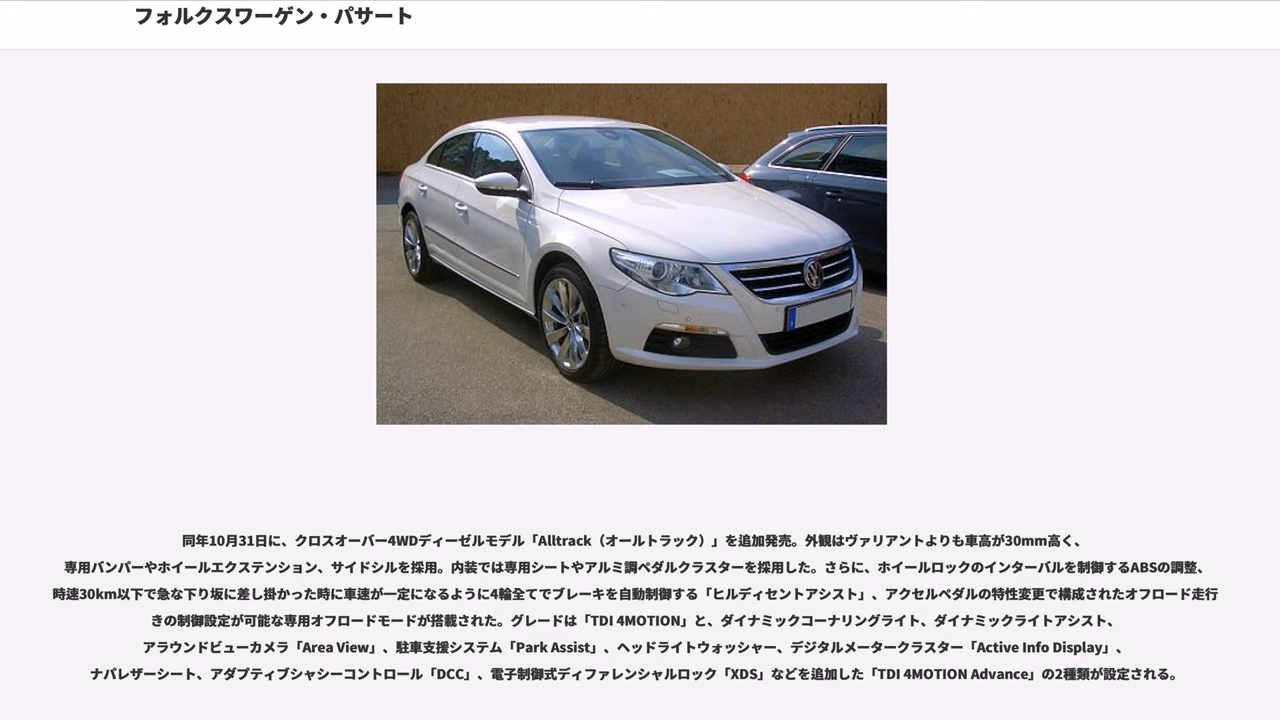 フォルクスワーゲン・パサート
同年10月31日に、クロスオーバー4WDディーゼルモデル「Alltrack（オールトラック）」を追加発売。外観はヴァリアントよりも車高が30mm高く、
専用バンパーやホイールエクステンション、サイドシルを採用。内装では専用シートやアルミ調ペダルクラスターを採用した。さらに、ホイールロックのインターバルを制御するABSの調整、
時速30km以下で急な下り坂に差し掛かった時に車速が一定になるように4輪全てでブレーキを自動制御する「ヒルディセントアシスト」、アクセルペダルの特性変更で構成されたオフロード走行
きの制御設定が可能な専用オフロードモードが搭載された。グレードは「TDI 4MOTION」と、ダイナミックコーナリングライト、ダイナミックライトアシスト、
アラウンドビューカメラ「Area View」、駐車支援システム「Park Assist」、ヘッドライトウォッシャー、デジタルメータークラスター「Active Info Display」、
ナパレザーシート、アダプティブシャシーコントロール「DCC」、電子制御式ディファレンシャルロック「XDS」などを追加した「TDI 4MOTION Advance」の2種類が設定される。